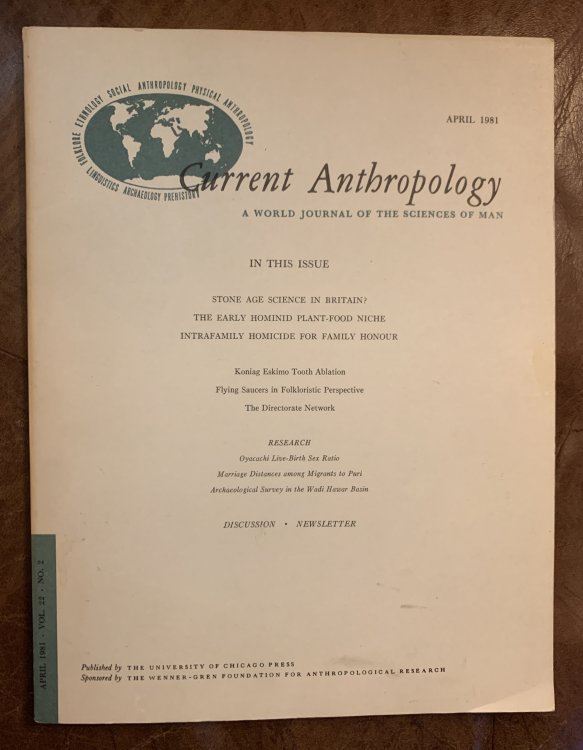 FOLKLORE ETHNOLOGY SOCIAL ANTHROPOLOGY PHYSICAL ANTHROPOLOGY
LINGUISTICS ARCHAEOLOGY PREHISTORY
APRIL 1981
Current Anthropology
A WORLD JOURNAL OF THE SCIENCES OF MAN
IN THIS ISSUE
STONE AGE SCIENCE IN BRITAIN?
THE EARLY HOMINID PLANT-FOOD NICHE
INTRAFAMILY HOMICIDE FOR FAMILY HONOUR
Koniag Eskimo Tooth Ablation
Flying Saucers in Folkloristic Perspective
The Directorate Network
RESEARCH
Oyacachi Live-Birth Sex Ratio
Marriage Distances among Migrants to Puri
Archaeological Survey in the Wadi Hawar Basin
DISCUSSION • NEWSLETTER
APRIL 1981 · VOL. 22 · NO. 2
Published by THE UNIVERSITY OF CHICAGO PRESS
Sponsored by THE WENNER-GREN FOUNDATION FOR ANTHROPOLOGICAL RESEARCH